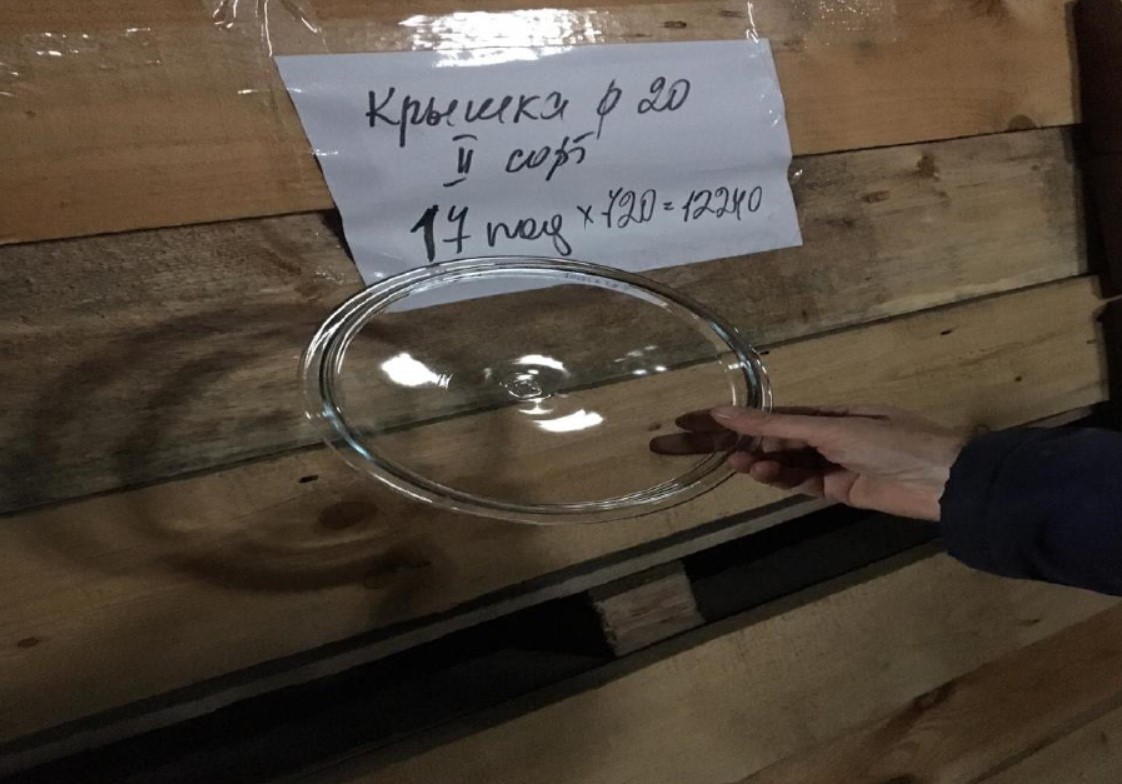 Крышка ф 20
II сорт
17 под × 720 = 12240